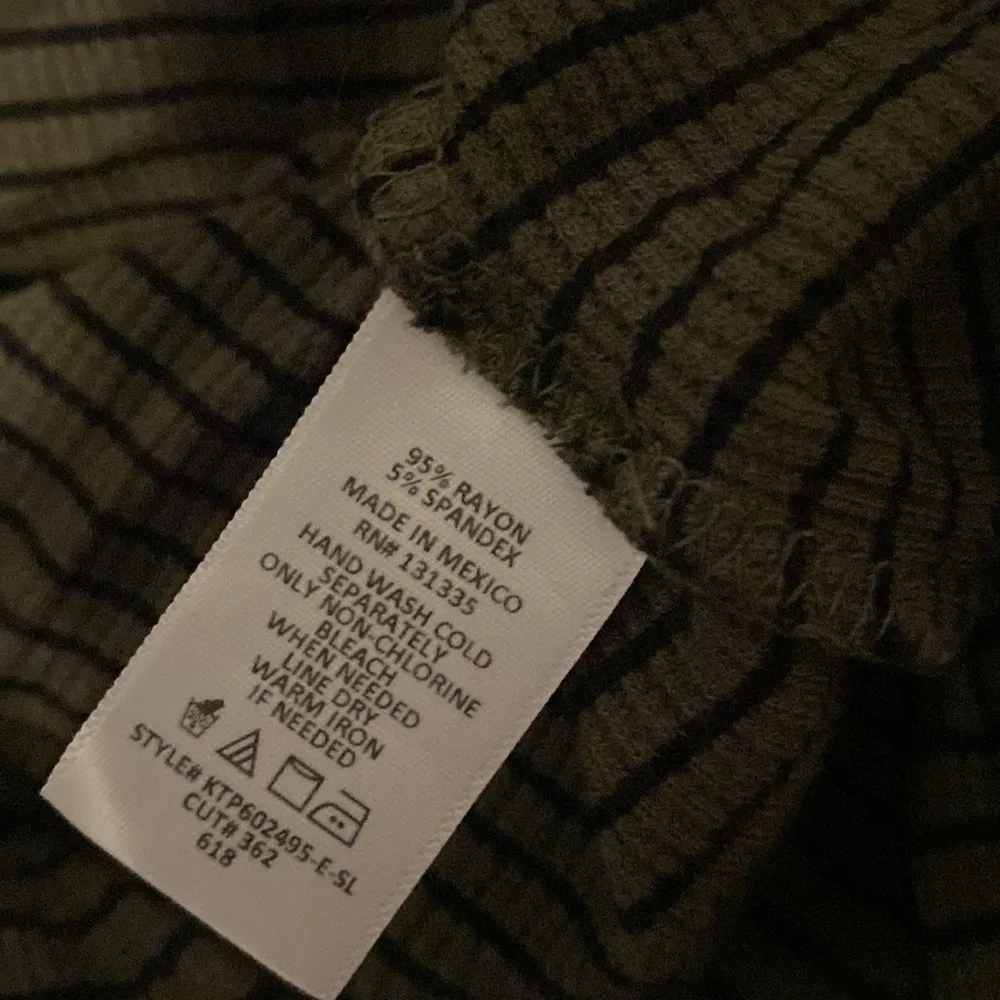 95% RAYON
5% SPANDEX
MADE IN MEXICO
RN# 131335
HAND WASH COLD
SEPARATELY
ONLY NON-CHLORINE
BLEACH
WHEN NEEDED
LINE DRY
WARM IRON
IF NEEDED
STYLE# KTP602495-E-SL
CUT# 362
618